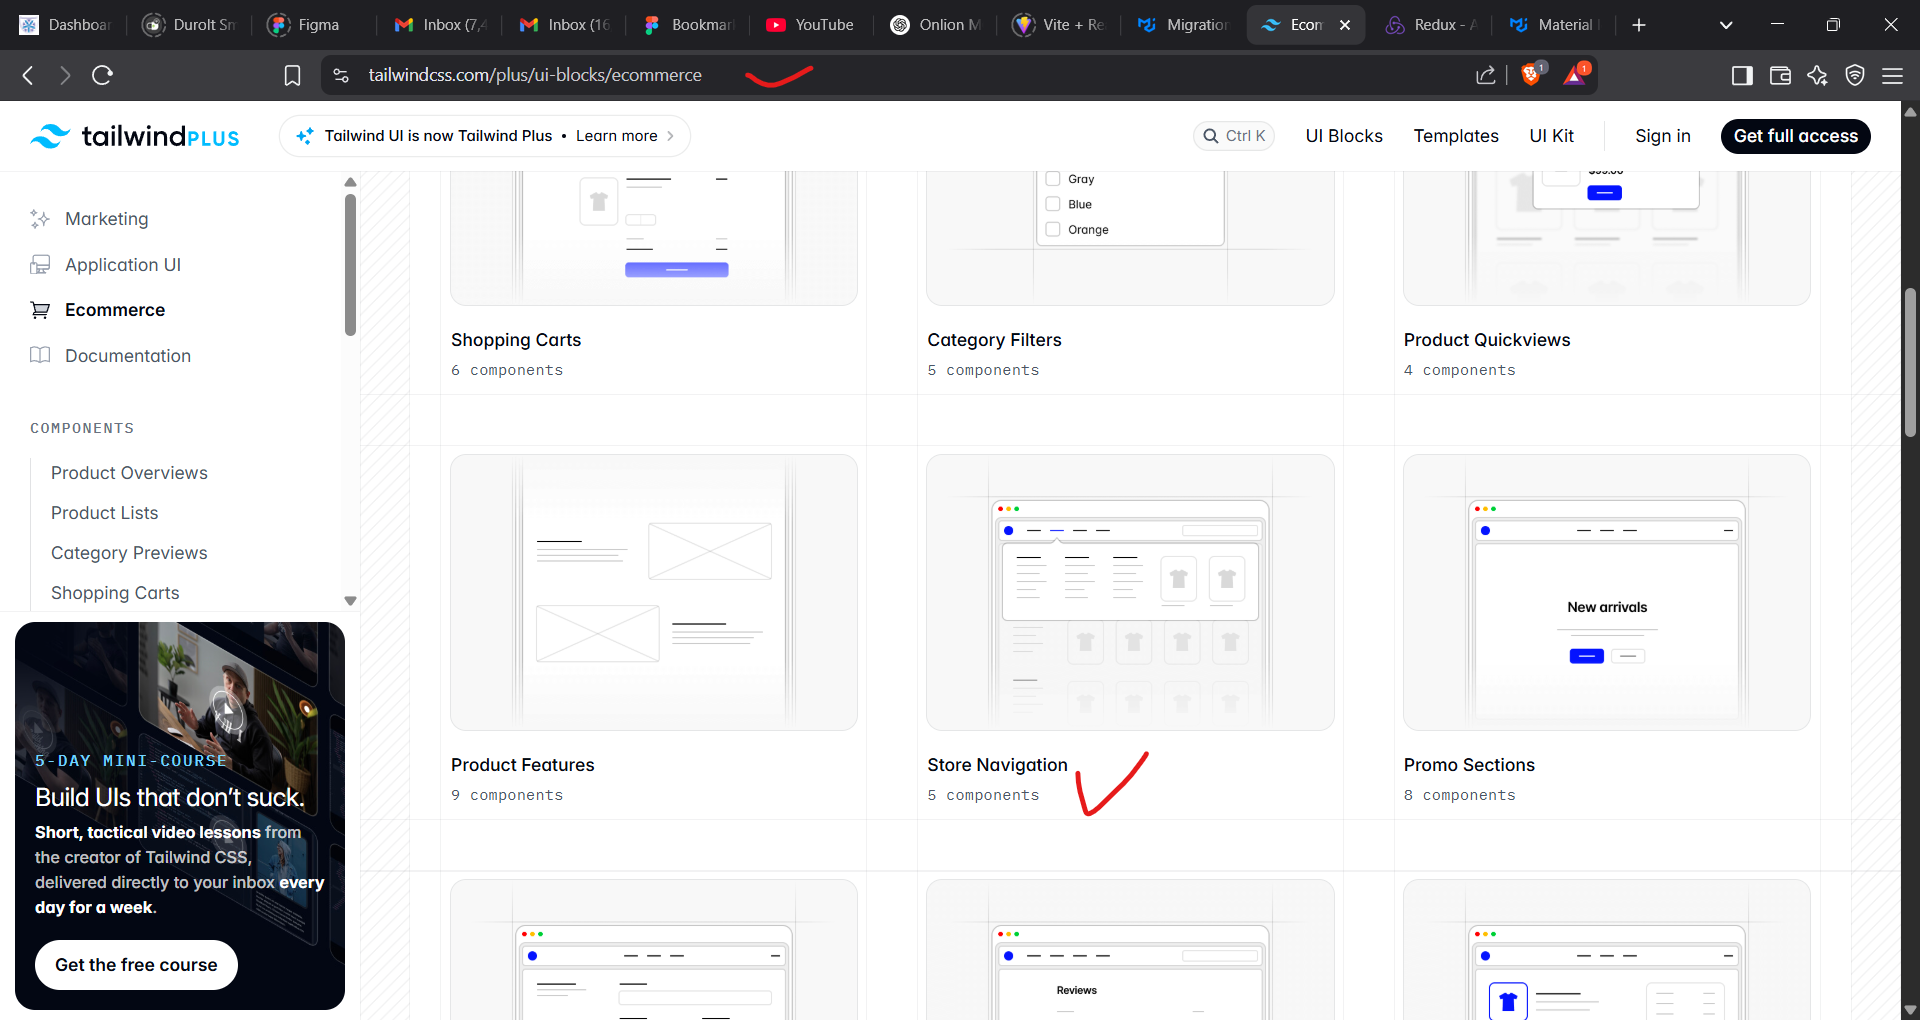 Dashboar
DuroIt Sm
Figma
Inbox (7,4
Inbox (16
Bookmar
YouTube
Onlion M
Vite + Re
Migration
Ecom
Redux - A
Material
tailwindcss.com/plus/ui-blocks/ecommerce
1
1
tailwindPLUS
Tailwind UI is now Tailwind Plus • Learn more
Ctrl K
UI Blocks
Templates
UI Kit
Sign in
Get full access
Marketing
Application UI
Ecommerce
Documentation
COMPONENTS
Product Overviews
Product Lists
Category Previews
Shopping Carts
5-DAY MINI-COURSE
Build UIs that don't suck.
Short, tactical video lessons from
the creator of Tailwind CSS,
delivered directly to your inbox every
day for a week.
Get the free course
Gray
Blue
Orange
Shopping Carts
6 components
Category Filters
5 components
Product Quickviews
4 components
Product Features
9 components
Store Navigation
5 components
New arrivals
Promo Sections
8 components
Reviews